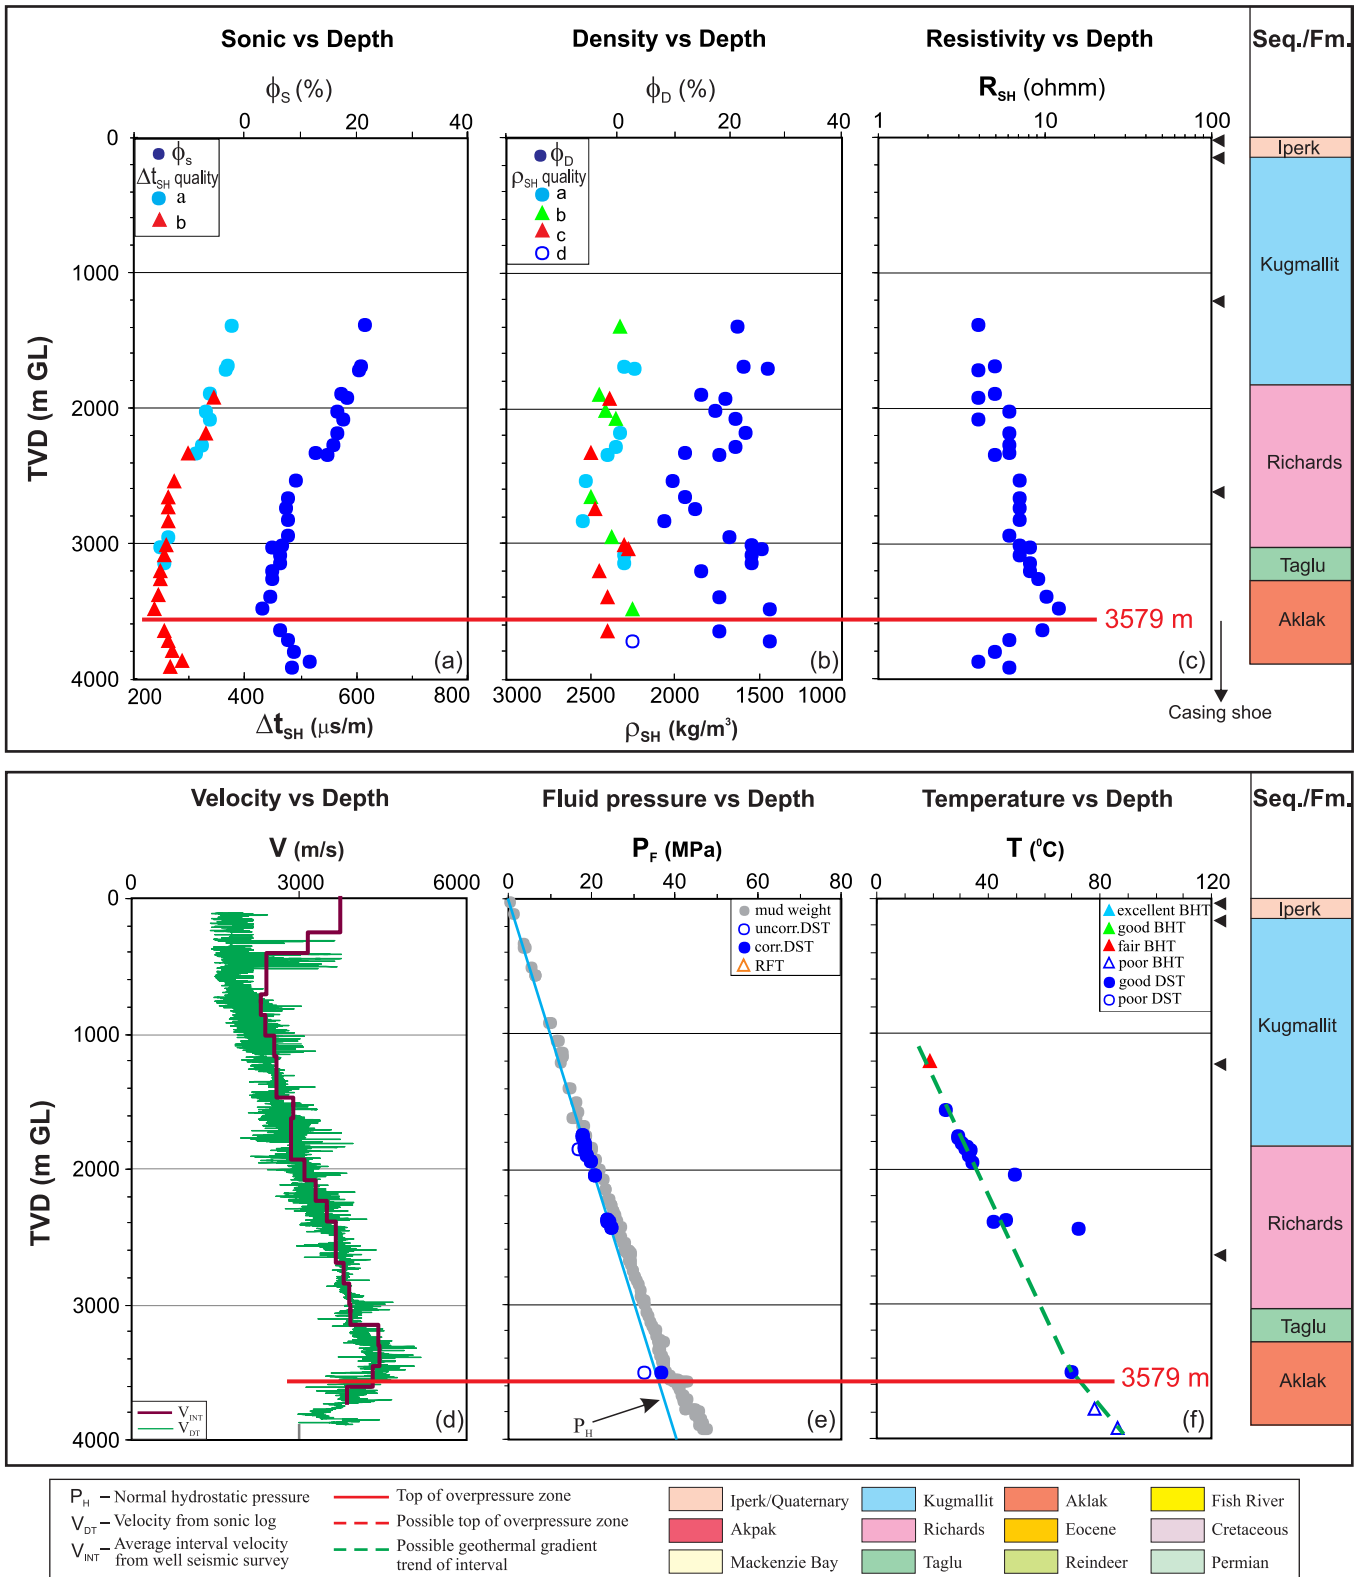 Sonic vs Depth Density vs Depth Resistivity vs Depth Seq./Fm.
ϕS (%) ϕD (%) RSH (ohmm)
0 20 40 0 20 40 1 10 100
0
1000
2000
3000
4000
TVD (m GL)
ϕS
ΔtSH quality
a
b
ϕD
ρSH quality
a
b
c
d
Iperk
Kugmallit
Richards
Taglu
Aklak
3579 m
(a) (b) (c)
200 400 600 800 3000 2500 2000 1500 1000
ΔtSH (μs/m) ρSH (kg/m³)
Casing shoe
Velocity vs Depth Fluid pressure vs Depth Temperature vs Depth Seq./Fm.
V (m/s) PF (MPa) T (⁰C)
0 3000 6000 0 20 40 60 80 0 40 80 120
0
1000
2000
3000
4000
TVD (m GL)
mud weight
uncorr.DST
corr.DST
RFT
excellent BHT
good BHT
fair BHT
poor BHT
good DST
poor DST
Iperk
Kugmallit
Richards
Taglu
Aklak
3579 m
VINT
VDT
PH
(d) (e) (f)
PH – Normal hydrostatic pressure
VDT – Velocity from sonic log
VINT – Average interval velocity
from well seismic survey
Top of overpressure zone
Possible top of overpressure zone
Possible geothermal gradient
trend of interval
Iperk/Quaternary Kugmallit Aklak Fish River
Akpak Richards Eocene Cretaceous
Mackenzie Bay Taglu Reindeer Permian